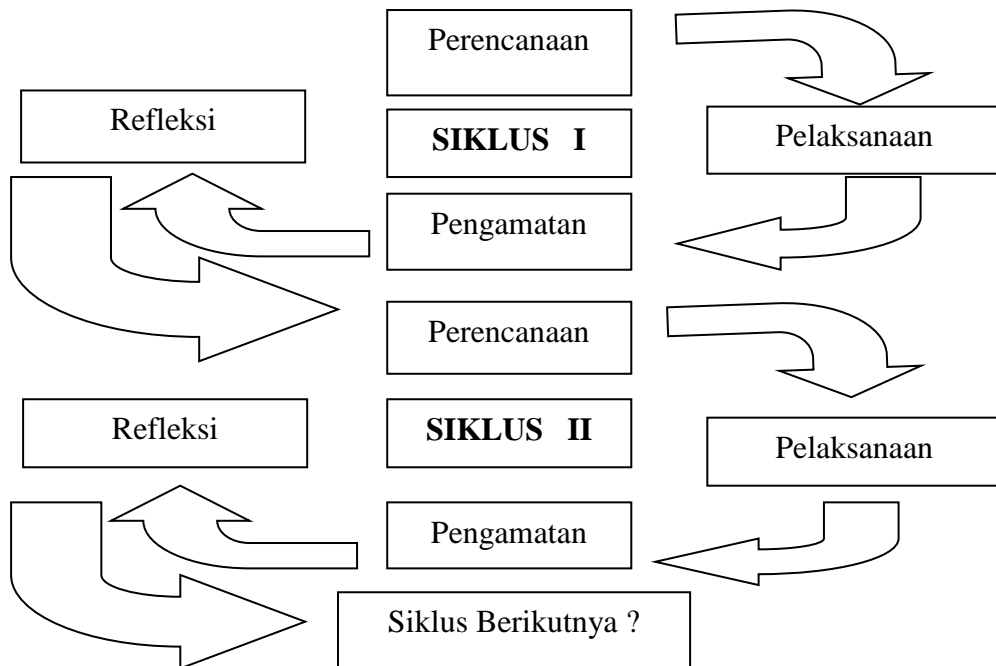 Perencanaan
Refleksi
SIKLUS I
Pelaksanaan
Pengamatan
Perencanaan
Refleksi
SIKLUS II
Pelaksanaan
Pengamatan
Siklus Berikutnya ?